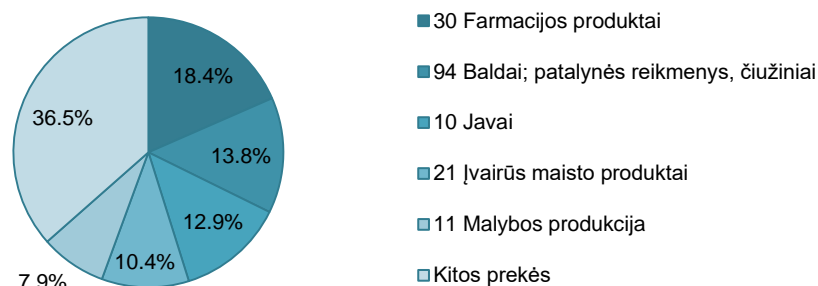 18.4%
13.8%
12.9%
10.4%
7.9%
36.5%
30 Farmacijos produktai
94 Baldai; patalynės reikmenys, čiužiniai
10 Javai
21 Įvairūs maisto produktai
11 Malybos produkcija
Kitos prekės